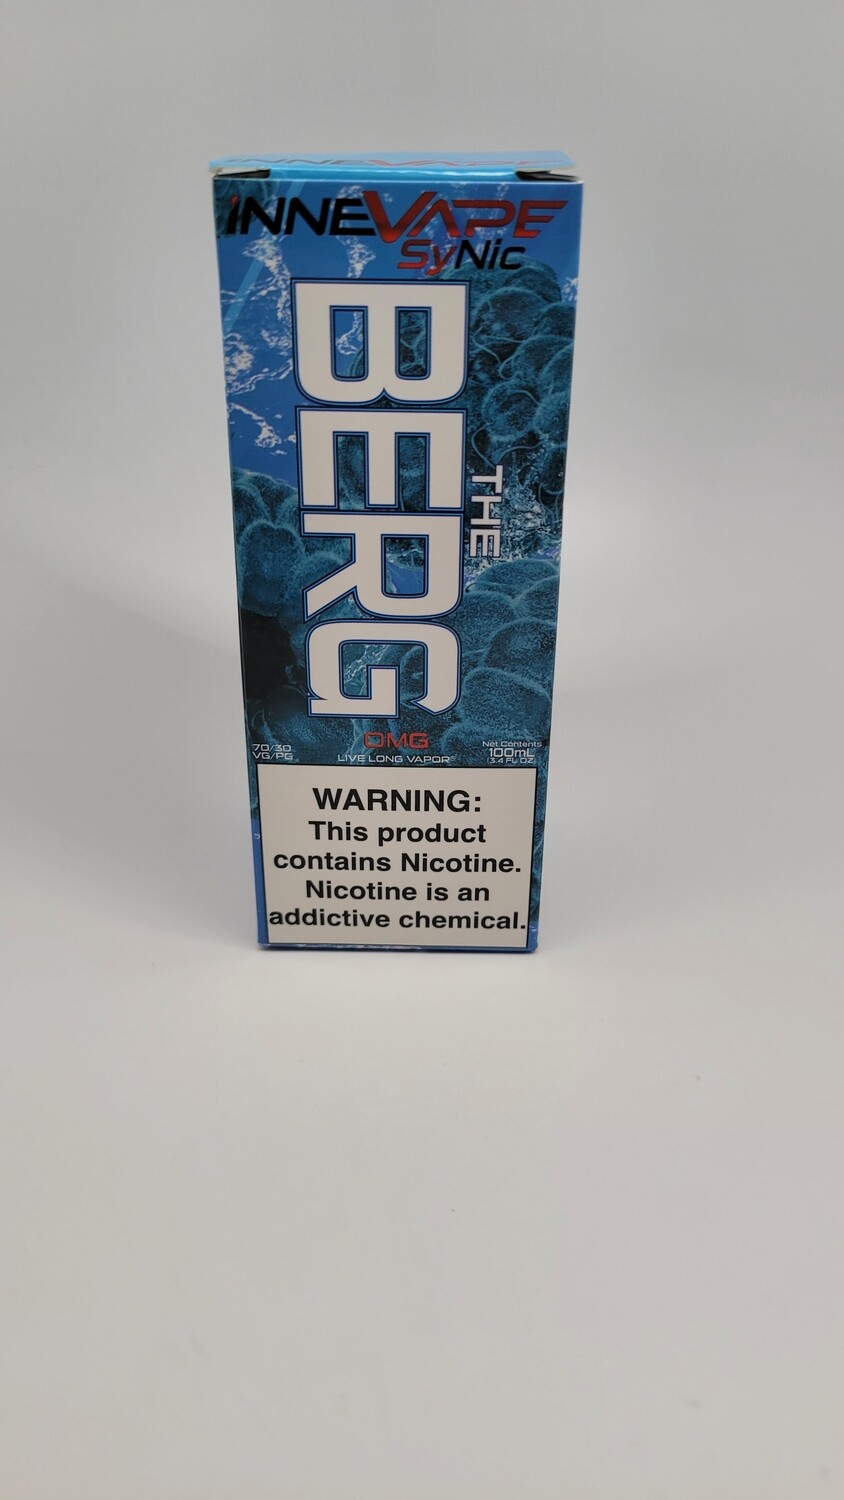 INNEVAPE
INNEVAPE
SyNic
THE
BERG
0MG
70/30
VG/PG
LIVE LONG VAPOR
Net Contents
100mL
(3.4 FL OZ)
WARNING:
This product
contains Nicotine.
Nicotine is an
addictive chemical.